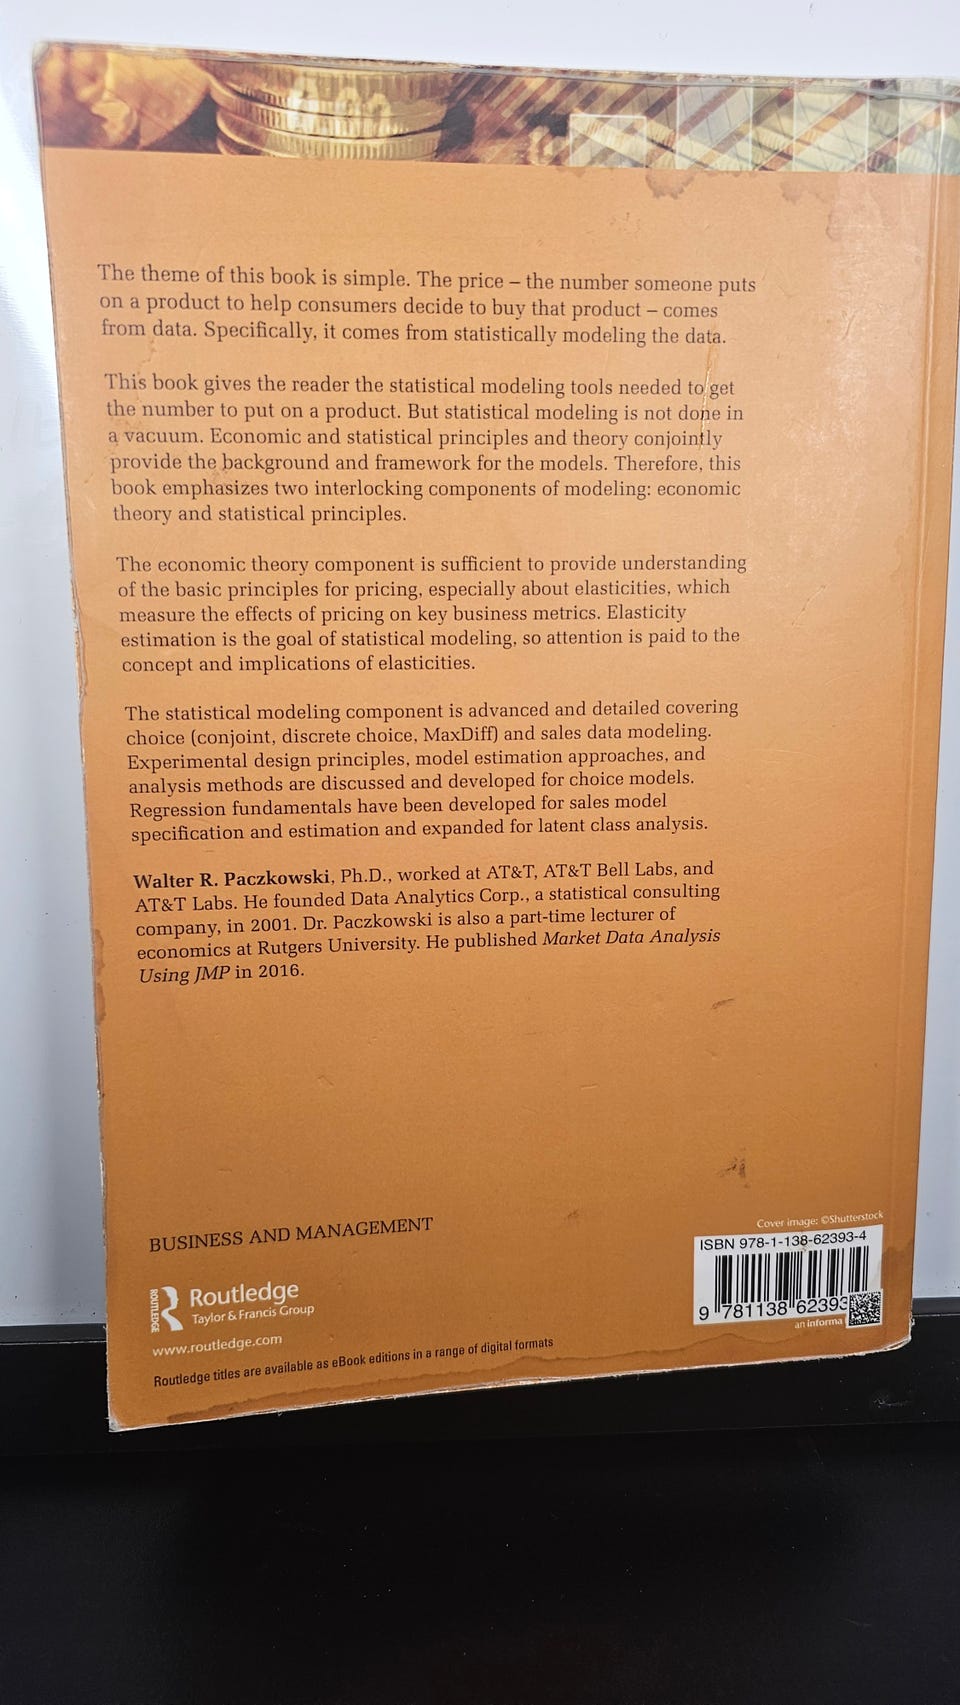 The theme of this book is simple. The price – the number someone puts
on a product to help consumers decide to buy that product – comes
from data. Specifically, it comes from statistically modeling the data.
This book gives the reader the statistical modeling tools needed to get
the number to put on a product. But statistical modeling is not done in
a vacuum. Economic and statistical principles and theory conjointly
provide the background and framework for the models. Therefore, this
book emphasizes two interlocking components of modeling: economic
theory and statistical principles.
The economic theory component is sufficient to provide understanding
of the basic principles for pricing, especially about elasticities, which
measure the effects of pricing on key business metrics. Elasticity
estimation is the goal of statistical modeling, so attention is paid to the
concept and implications of elasticities.
The statistical modeling component is advanced and detailed covering
choice (conjoint, discrete choice, MaxDiff) and sales data modeling.
Experimental design principles, model estimation approaches, and
analysis methods are discussed and developed for choice models.
Regression fundamentals have been developed for sales model
specification and estimation and expanded for latent class analysis.
Walter R. Paczkowski, Ph.D., worked at AT&T, AT&T Bell Labs, and
AT&T Labs. He founded Data Analytics Corp., a statistical consulting
company, in 2001. Dr. Paczkowski is also a part-time lecturer of
economics at Rutgers University. He published Market Data Analysis
Using JMP in 2016.
BUSINESS AND MANAGEMENT
Cover image: ©Shutterstock
ISBN 978-1-138-62393-4
9 781138 62393
an informa
ROUTLEDGE
Routledge
Taylor & Francis Group
www.routledge.com
Routledge titles are available as eBook editions in a range of digital formats